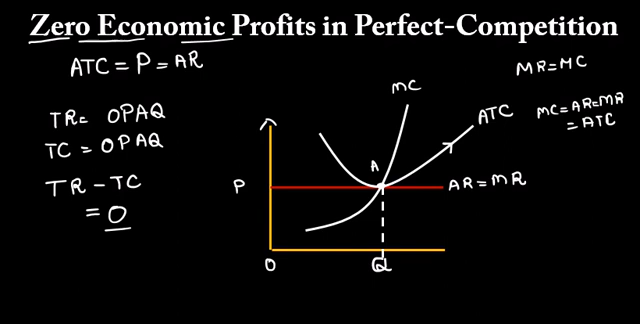 Zero Economic Profits in Perfect-Competition
ATC = P = AR
MR = MC
MC = AR = MR
= ATC
TR = OPAQ
TC = OPAQ
TR - TC
= 0
MC
ATC
A
P
AR = MR
O
Q